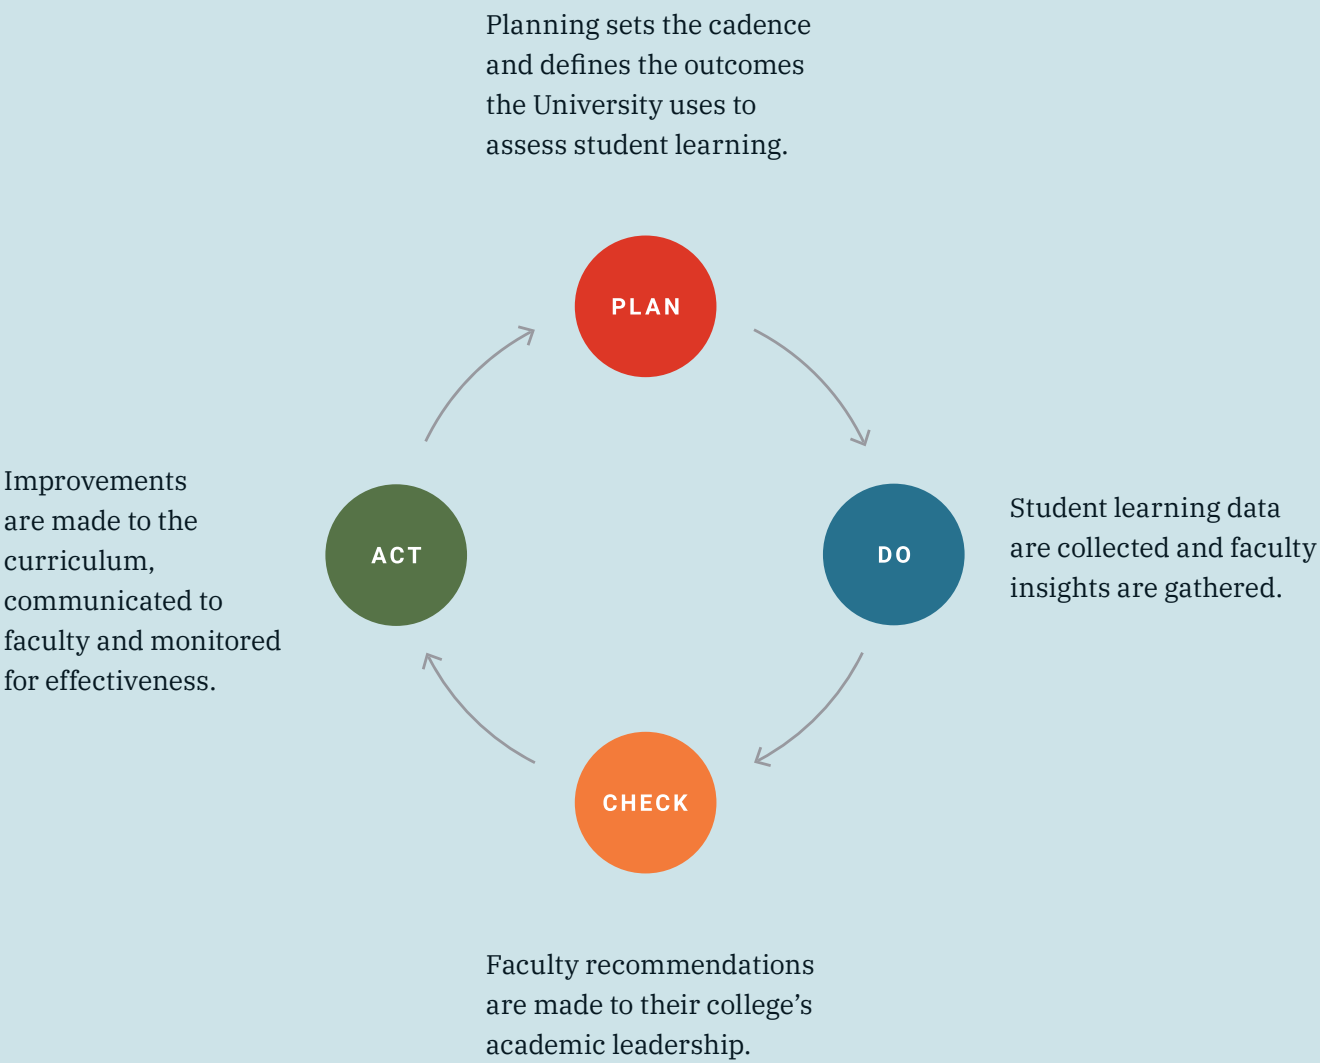 Planning sets the cadence
and defines the outcomes
the University uses to
assess student learning.
PLAN
Improvements
are made to the
curriculum,
communicated to
faculty and monitored
for effectiveness.
ACT
DO
Student learning data
are collected and faculty
insights are gathered.
CHECK
Faculty recommendations
are made to their college’s
academic leadership.